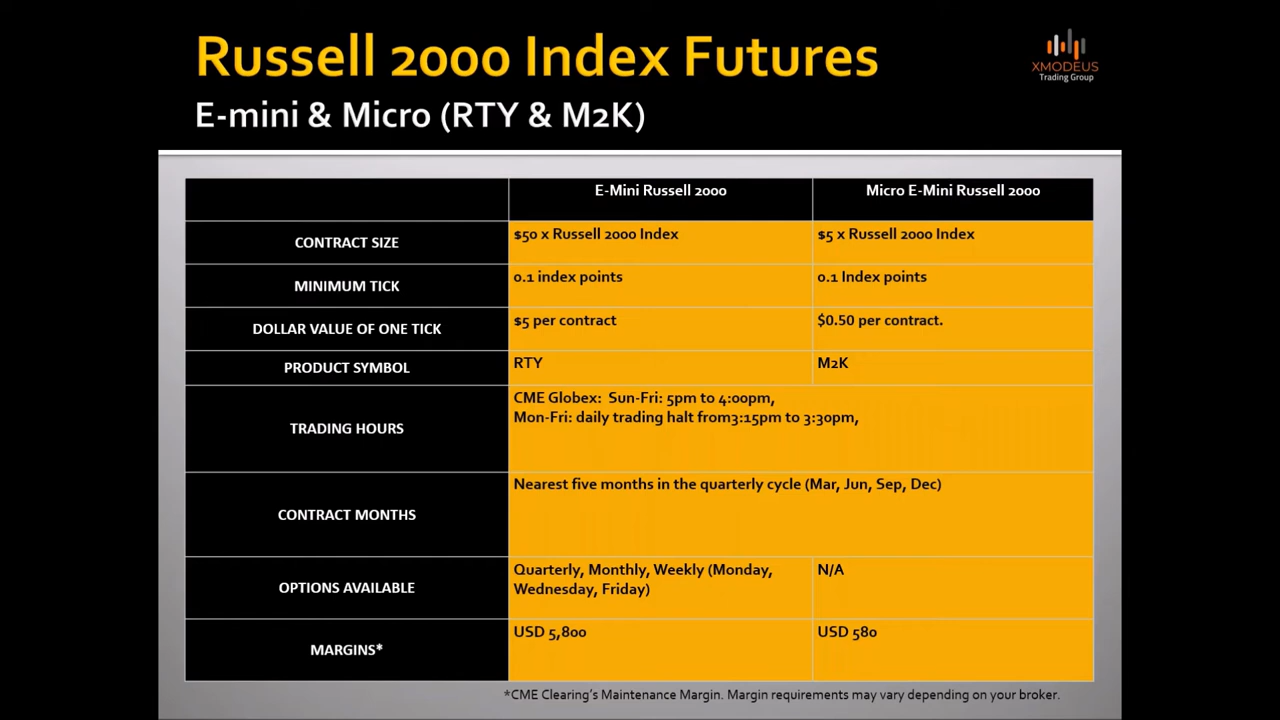 Russell 2000 Index Futures
XMODEUS
Trading Group
E-mini & Micro (RTY & M2K)
E-Mini Russell 2000
Micro E-Mini Russell 2000
CONTRACT SIZE
$50 x Russell 2000 Index
$5 x Russell 2000 Index
MINIMUM TICK
0.1 index points
0.1 Index points
DOLLAR VALUE OF ONE TICK
$5 per contract
$0.50 per contract.
PRODUCT SYMBOL
RTY
M2K
TRADING HOURS
CME Globex:  Sun-Fri: 5pm to 4:00pm,
Mon-Fri: daily trading halt from3:15pm to 3:30pm,
CONTRACT MONTHS
Nearest five months in the quarterly cycle (Mar, Jun, Sep, Dec)
OPTIONS AVAILABLE
Quarterly, Monthly, Weekly (Monday,
Wednesday, Friday)
N/A
MARGINS*
USD 5,800
USD 580
*CME Clearing's Maintenance Margin. Margin requirements may vary depending on your broker.